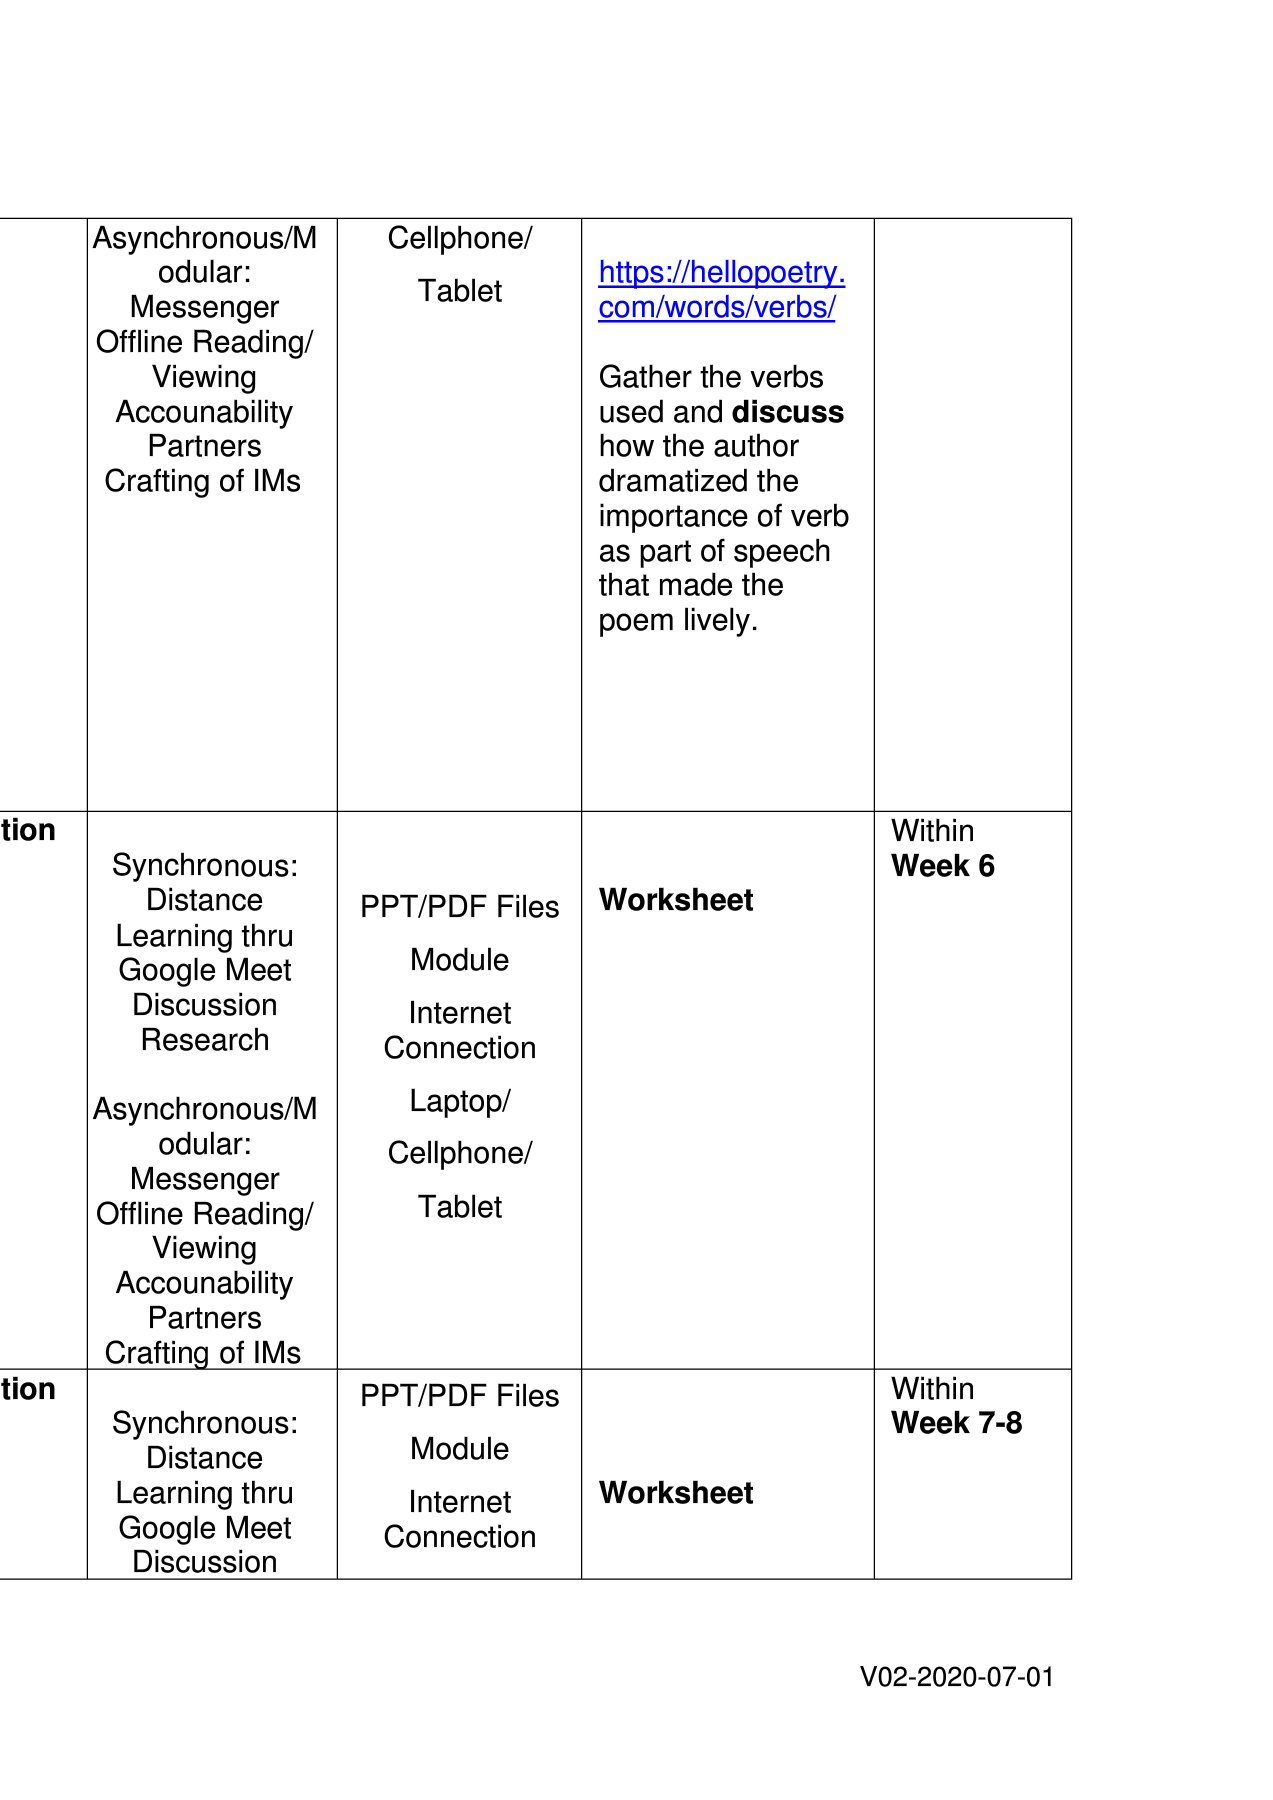 Asynchronous/M
odular:
Messenger
Offline Reading/
Viewing
Accounability
Partners
Crafting of IMs
Cellphone/
Tablet
https://hellopoetry.
com/words/verbs/
Gather the verbs
used and discuss
how the author
dramatized the
importance of verb
as part of speech
that made the
poem lively.
tion
Synchronous:
Distance
Learning thru
Google Meet
Discussion
Research
Asynchronous/M
odular:
Messenger
Offline Reading/
Viewing
Accounability
Partners
Crafting of IMs
PPT/PDF Files
Module
Internet
Connection
Laptop/
Cellphone/
Tablet
Worksheet
Within
Week 6
tion
Synchronous:
Distance
Learning thru
Google Meet
Discussion
PPT/PDF Files
Module
Internet
Connection
Worksheet
Within
Week 7-8
V02-2020-07-01